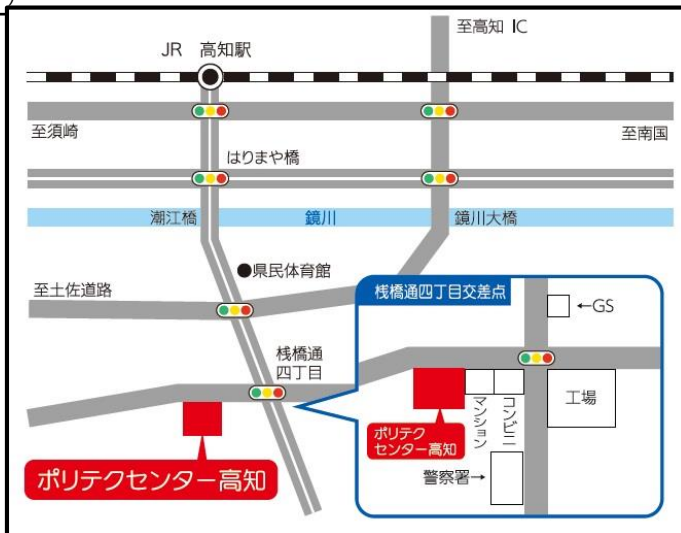 至高知 IC
JR 高知駅
至須崎
至南国
はりまや橋
潮江橋
鏡川
鏡川大橋
●県民体育館
至土佐道路
桟橋通四丁目交差点
←GS
桟橋通
四丁目
工場
マンション
コンビニ
ポリテク
センター高知
警察署→
ポリテクセンター高知